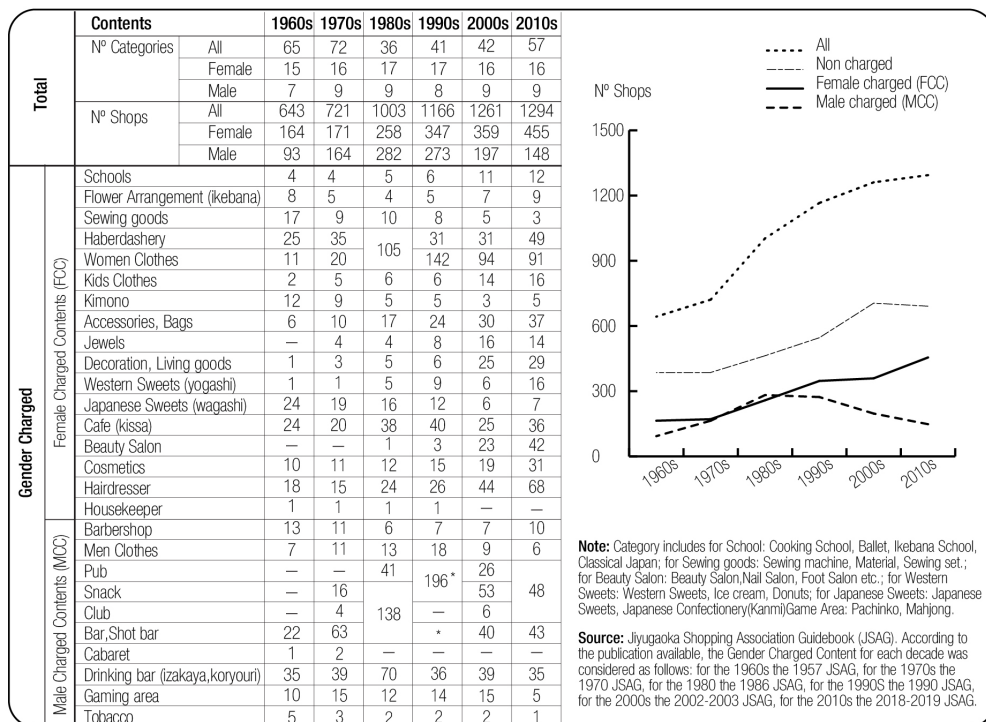 Contents 1960s 1970s 1980s 1990s 2000s 2010s
Total
Nº Categories All 65 72 36 41 42 57
Female 15 16 17 17 16 16
Male 7 9 9 8 9 9
Nº Shops All 643 721 1003 1166 1261 1294
Female 164 171 258 347 359 455
Male 93 164 282 273 197 148
Gender Charged
Female Charged Contents (FCC)
Schools 4 4 5 6 11 12
Flower Arrangement (ikebana) 8 5 4 5 7 9
Sewing goods 17 9 10 8 5 3
Haberdashery 25 35 105 31 31 49
Women Clothes 11 20 142 94 91
Kids Clothes 2 5 6 6 14 16
Kimono 12 9 5 5 3 5
Accessories, Bags 6 10 17 24 30 37
Jewels — 4 4 8 16 14
Decoration, Living goods 1 3 5 6 25 29
Western Sweets (yogashi) 1 1 5 9 6 16
Japanese Sweets (wagashi) 24 19 16 12 6 7
Cafe (kissa) 24 20 38 40 25 36
Beauty Salon — — 1 3 23 42
Cosmetics 10 11 12 15 19 31
Hairdresser 18 15 24 26 44 68
Housekeeper 1 1 1 1 — —
Male Charged Contents (MCC)
Barbershop 13 11 6 7 7 10
Men Clothes 7 11 13 18 9 6
Pub — — 41 196 * 26 48
Snack — 16 138 53
Club — 4 — 6
Bar,Shot bar 22 63 * 40 43
Cabaret 1 2 — — —
Drinking bar (izakaya,koryouri) 35 39 70 36 39 35
Gaming area 10 15 12 14 15 5
Tobacco 5 3 2 2 2 1
All
Non charged
Female charged (FCC)
Male charged (MCC)
Nº Shops
1500
1200
900
600
300
0
1960s 1970s 1980s 1990s 2000s 2010s
Note: Category includes for School: Cooking School, Ballet, Ikebana School,
Classical Japan; for Sewing goods: Sewing machine, Material, Sewing set.;
for Beauty Salon: Beauty Salon,Nail Salon, Foot Salon etc.; for Western
Sweets: Western Sweets, Ice cream, Donuts; for Japanese Sweets: Japanese
Sweets, Japanese Confectionery(Kanmi)Game Area: Pachinko, Mahjong.
Source: Jiyugaoka Shopping Association Guidebook (JSAG). According to
the publication available, the Gender Charged Content for each decade was
considered as follows: for the 1960s the 1957 JSAG, for the 1970s the
1970 JSAG, for the 1980 the 1986 JSAG, for the 1990S the 1990 JSAG,
for the 2000s the 2002-2003 JSAG, for the 2010s the 2018-2019 JSAG.